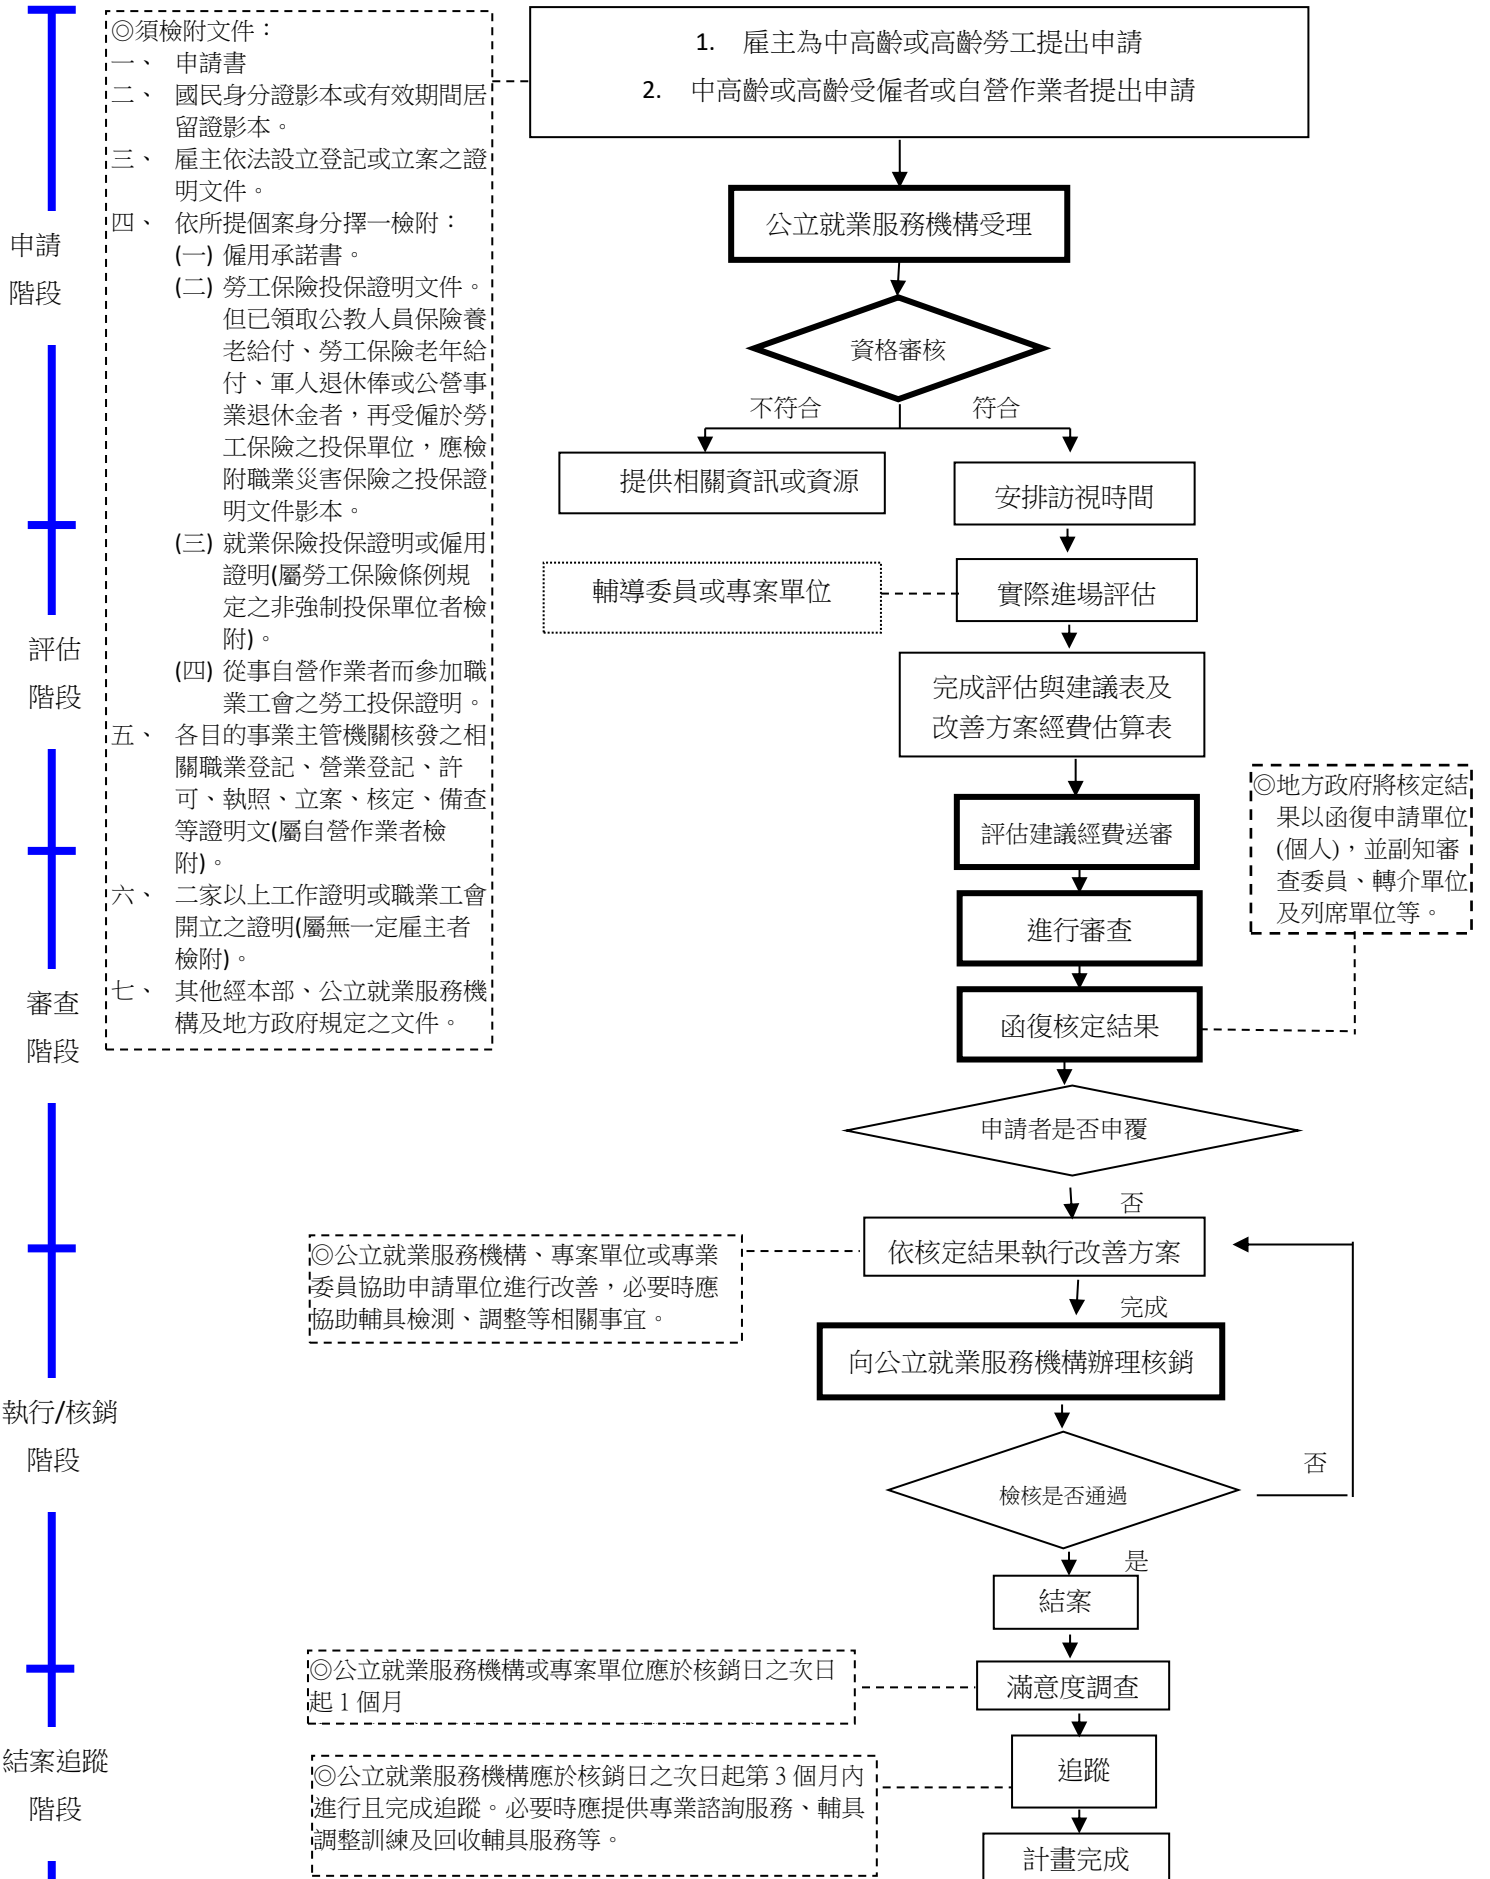 ◎須檢附文件：
一、 申請書
二、 國民身分證影本或有效期間居
留證影本。
三、 雇主依法設立登記或立案之證
明文件。
四、 依所提個案身分擇一檢附：
(一) 僱用承諾書。
(二) 勞工保險投保證明文件。
但已領取公教人員保險養
老給付、勞工保險老年給
付、軍人退休俸或公營事
業退休金者，再受僱於勞
工保險之投保單位，應檢
附職業災害保險之投保證
明文件影本。
(三) 就業保險投保證明或僱用
證明(屬勞工保險條例規
定之非強制投保單位者檢
附)。
(四) 從事自營作業者而參加職
業工會之勞工投保證明。
五、 各目的事業主管機關核發之相
關職業登記、營業登記、許
可、執照、立案、核定、備查
等證明文(屬自營作業者檢
附)。
六、 二家以上工作證明或職業工會
開立之證明(屬無一定雇主者
檢附)。
七、 其他經本部、公立就業服務機
構及地方政府規定之文件。
1. 雇主為中高齡或高齡勞工提出申請
2. 中高齡或高齡受僱者或自營作業者提出申請
公立就業服務機構受理
申請
階段
資格審核
不符合
符合
提供相關資訊或資源
安排訪視時間
輔導委員或專案單位
實際進場評估
評估
階段
完成評估與建議表及
改善方案經費估算表
評估建議經費送審
◎地方政府將核定結
果以函復申請單位
(個人)，並副知審
查委員、轉介單位
及列席單位等。
進行審查
審查
階段
函復核定結果
申請者是否申覆
否
依核定結果執行改善方案
◎公立就業服務機構、專案單位或專業
委員協助申請單位進行改善，必要時應
協助輔具檢測、調整等相關事宜。
完成
向公立就業服務機構辦理核銷
執行/核銷
階段
檢核是否通過
否
是
結案
◎公立就業服務機構或專案單位應於核銷日之次日
起 1 個月
滿意度調查
結案追蹤
階段
◎公立就業服務機構應於核銷日之次日起第 3 個月內
進行且完成追蹤。必要時應提供專業諮詢服務、輔具
調整訓練及回收輔具服務等。
追蹤
計畫完成